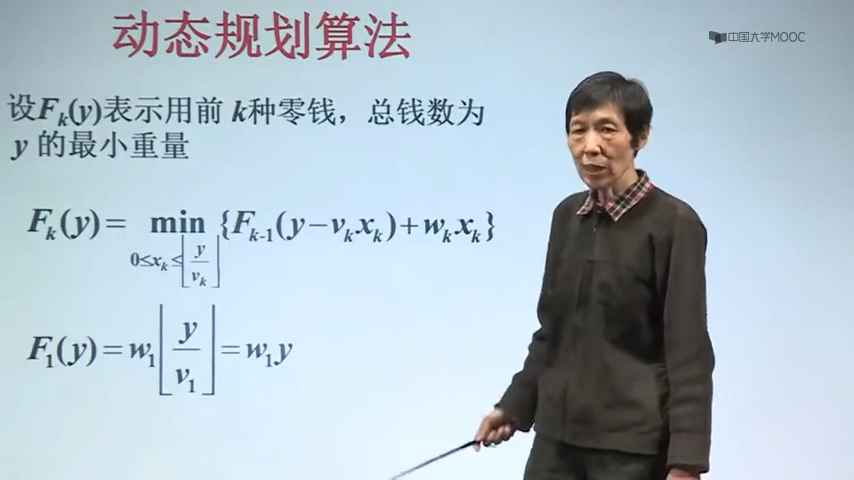 动态规划算法
中国大学MOOC
设Fₖ(y)表示用前 k种零钱，总钱数为
y 的最小重量
Fₖ(y) = min {Fₖ₋₁(y−vₖxₖ)+wₖxₖ}
0≤xₖ≤⌊y/vₖ⌋
F₁(y) = w₁⌊y/v₁⌋ = w₁y